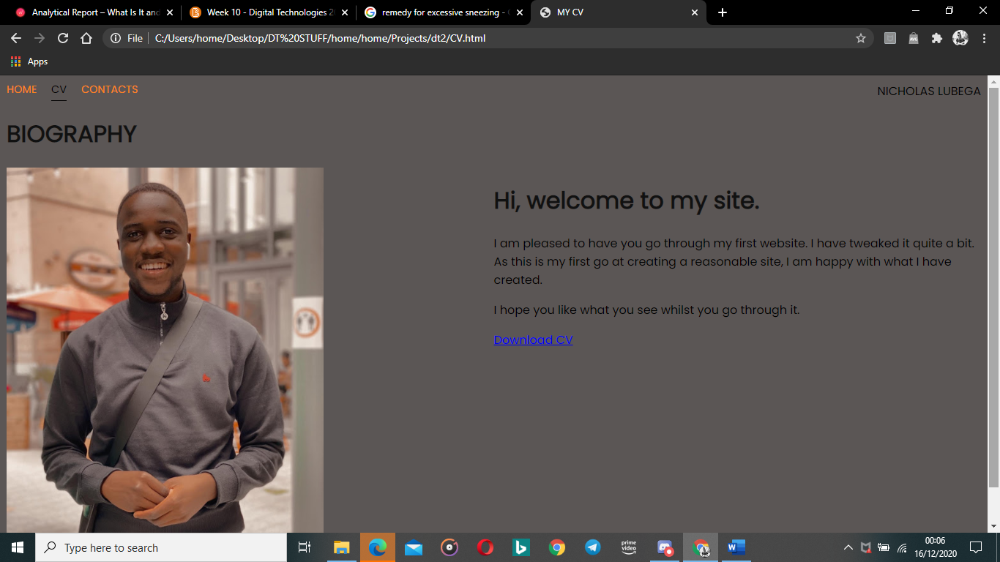 Analytical Report – What Is It and
Week 10 - Digital Technologies 2
remedy for excessive sneezing -
MY CV
File
C:/Users/home/Desktop/DT%20STUFF/home/home/Projects/dt2/CV.html
Apps
HOME CV CONTACTS
NICHOLAS LUBEGA
BIOGRAPHY
Hi, welcome to my site.
I am pleased to have you go through my first website. I have tweaked it quite a bit.
As this is my first go at creating a reasonable site, I am happy with what I have
created.
I hope you like what you see whilst you go through it.
Download CV
Type here to search
prime
video
00:06
16/12/2020